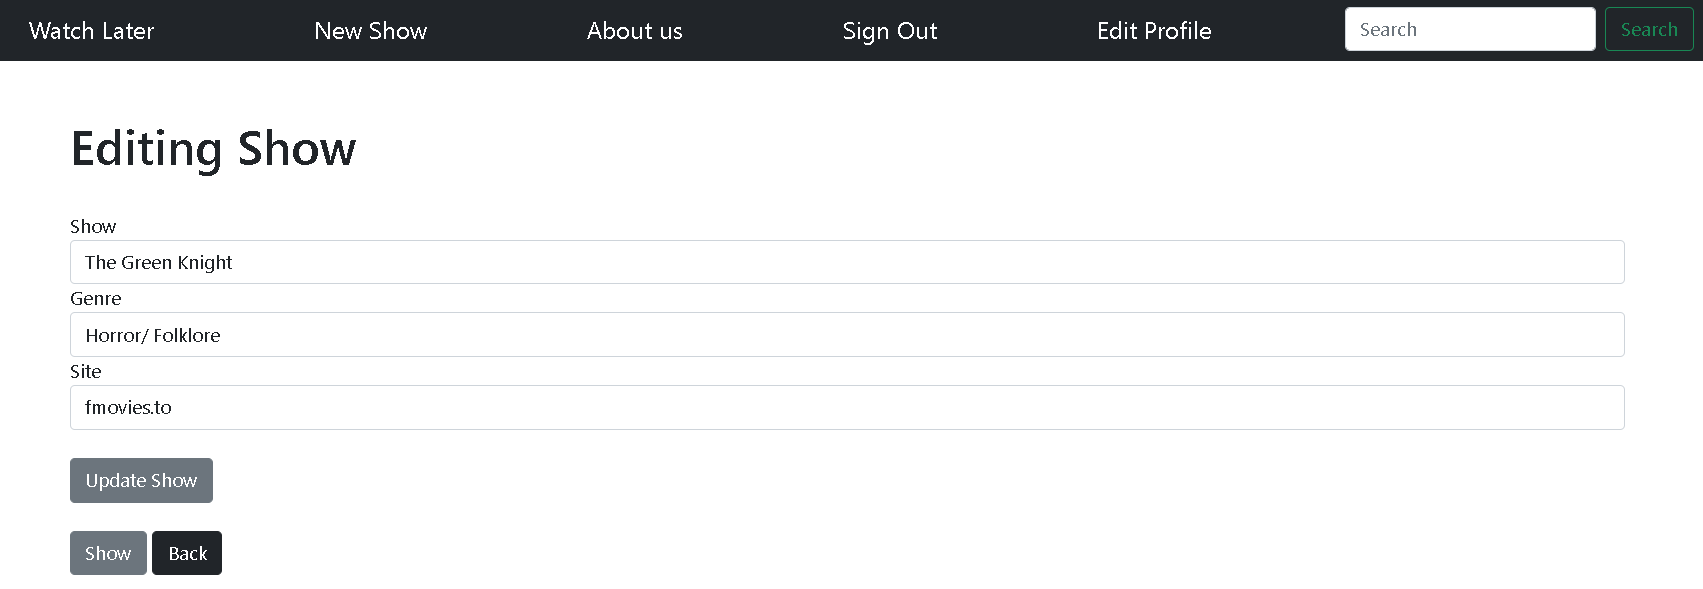 Watch Later New Show About us Sign Out Edit Profile Search Search
Editing Show
Show
The Green Knight
Genre
Horror/ Folklore
Site
fmovies.to
Update Show
Show Back